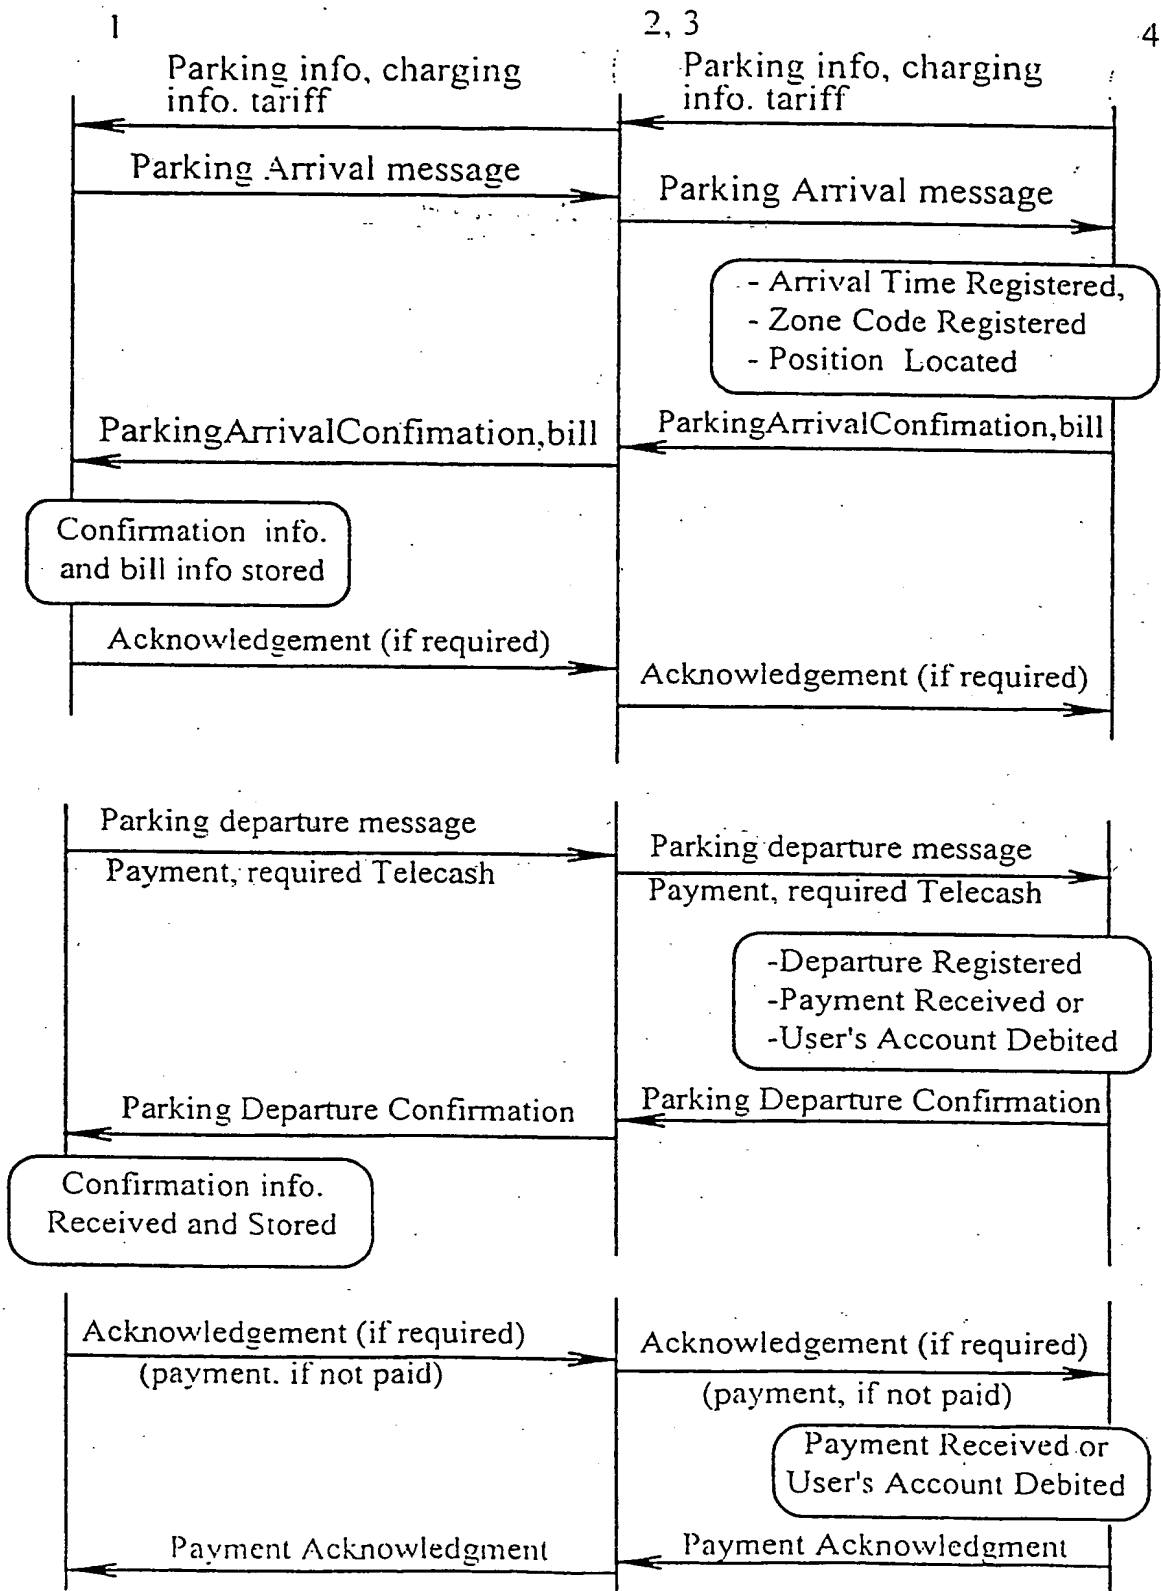 1
2, 3
4
Parking info, charging
info. tariff
Parking info, charging
info. tariff
Parking Arrival message
Parking Arrival message
- Arrival Time Registered,
- Zone Code Registered
- Position Located
ParkingArrivalConfimation,bill
ParkingArrivalConfimation,bill
Confirmation info.
and bill info stored
Acknowledgement (if required)
Acknowledgement (if required)
Parking departure message
Payment, required Telecash
Parking departure message
Payment, required Telecash
-Departure Registered
-Payment Received or
-User's Account Debited
Parking Departure Confirmation
Parking Departure Confirmation
Confirmation info.
Received and Stored
Acknowledgement (if required)
(payment. if not paid)
Acknowledgement (if required)
(payment, if not paid)
Payment Received or
User's Account Debited
Payment Acknowledgment
Payment Acknowledgment